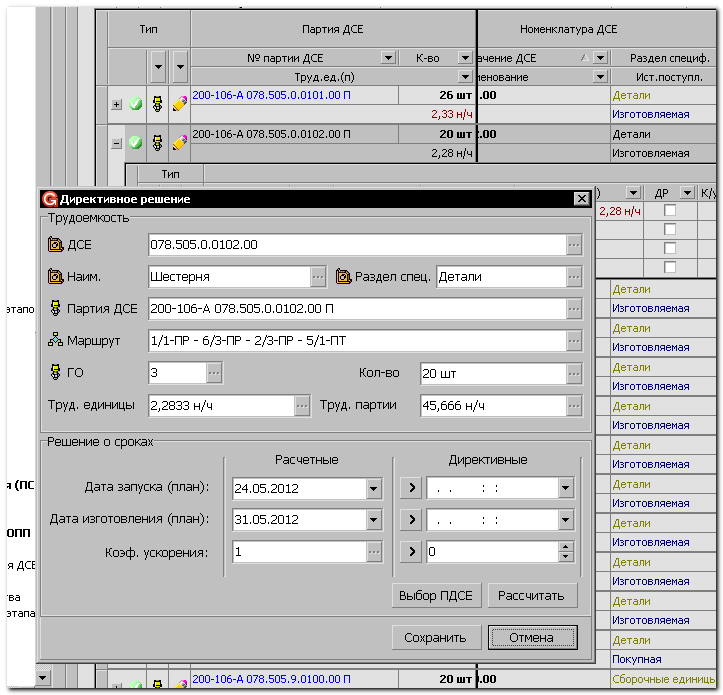 Тип Партия ДСЕ Номенклатура ДСЕ
№ партии ДСЕ К-во ачение ДСЕ Раздел специф.
Труд.ед.(п) менование Ист.поступл.
200-106-А 078.505.0.0101.00 П 26 шт .00 Детали
2,33 н/ч Изготовляемая
200-106-А 078.505.0.0102.00 П 20 шт 2.00 Детали
2,28 н/ч Изготовляемая
Тип
Директивное решение
) ДР К/у
Трудоемкость
2,28 н/ч
ДСЕ 078.505.0.0102.00
Наим. Шестерня Раздел спец. Детали
Детали
этапо Партия ДСЕ 200-106-А 078.505.0.0102.00 П Изготовляемая
Детали
Маршрут 1/1-ПР - 6/3-ПР - 2/3-ПР - 5/1-ПТ Изготовляемая
Детали
ГО 3 Кол-во 20 шт
Изготовляемая
Труд. единицы 2,2833 н/ч Труд. партии 45,666 н/ч Детали
Изготовляемая
Решение о сроках Детали
Расчетные Директивные Изготовляемая
я (ПС Дата запуска (план): 24.05.2012 > . . : : Детали
Изготовляемая
Дата изготовления (план): 31.05.2012 > . . : : Детали
ОПП Изготовляемая
Коэф. ускорения: 1 > 0 Детали
я ДСЕ Изготовляемая
тва Выбор ПДСЕ Рассчитать Детали
этапа Изготовляемая
Сохранить Отмена Детали
Покупная
200-106-А 078.505.9.0100.00 П 20 шт 0.00 Сборочные единицы